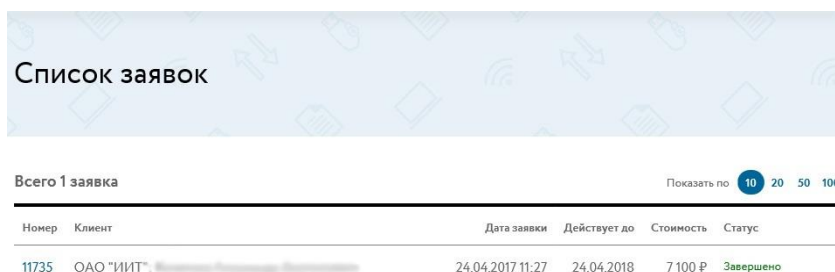 Список заявок
Всего 1 заявка
Показать по 10 20 50 100
Номер Клиент Дата заявки Действует до Стоимость Статус
11735 ОАО "ИИТ": 24.04.2017 11:27 24.04.2018 7 100 ₽ Завершено